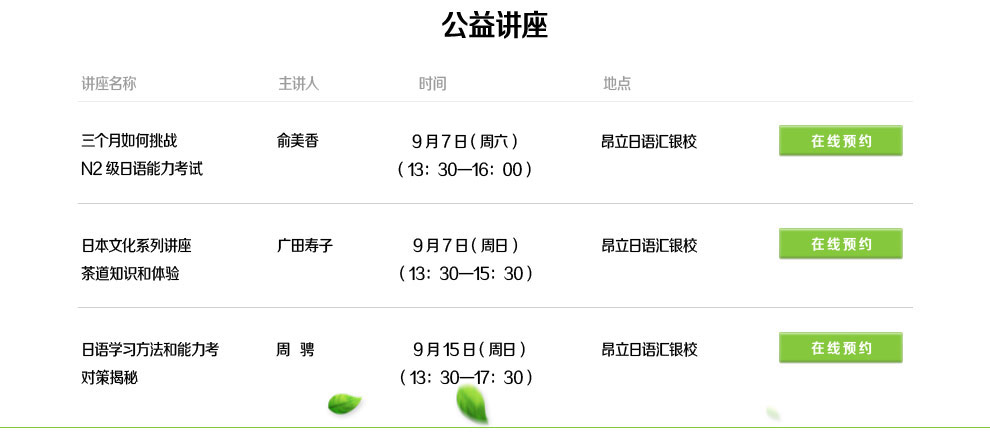 公益讲座
讲座名称 主讲人 时间 地点
三个月如何挑战 俞美香 9月7日(周六) 昂立日语汇银校 在线预约
N2级日语能力考试 (13:30—16:00)
日本文化系列讲座 广田寿子 9月7日(周日) 昂立日语汇银校 在线预约
茶道知识和体验 (13:30—15:30)
日语学习方法和能力考 周 骋 9月15日(周日) 昂立日语汇银校 在线预约
对策揭秘 (13:30—17:30)